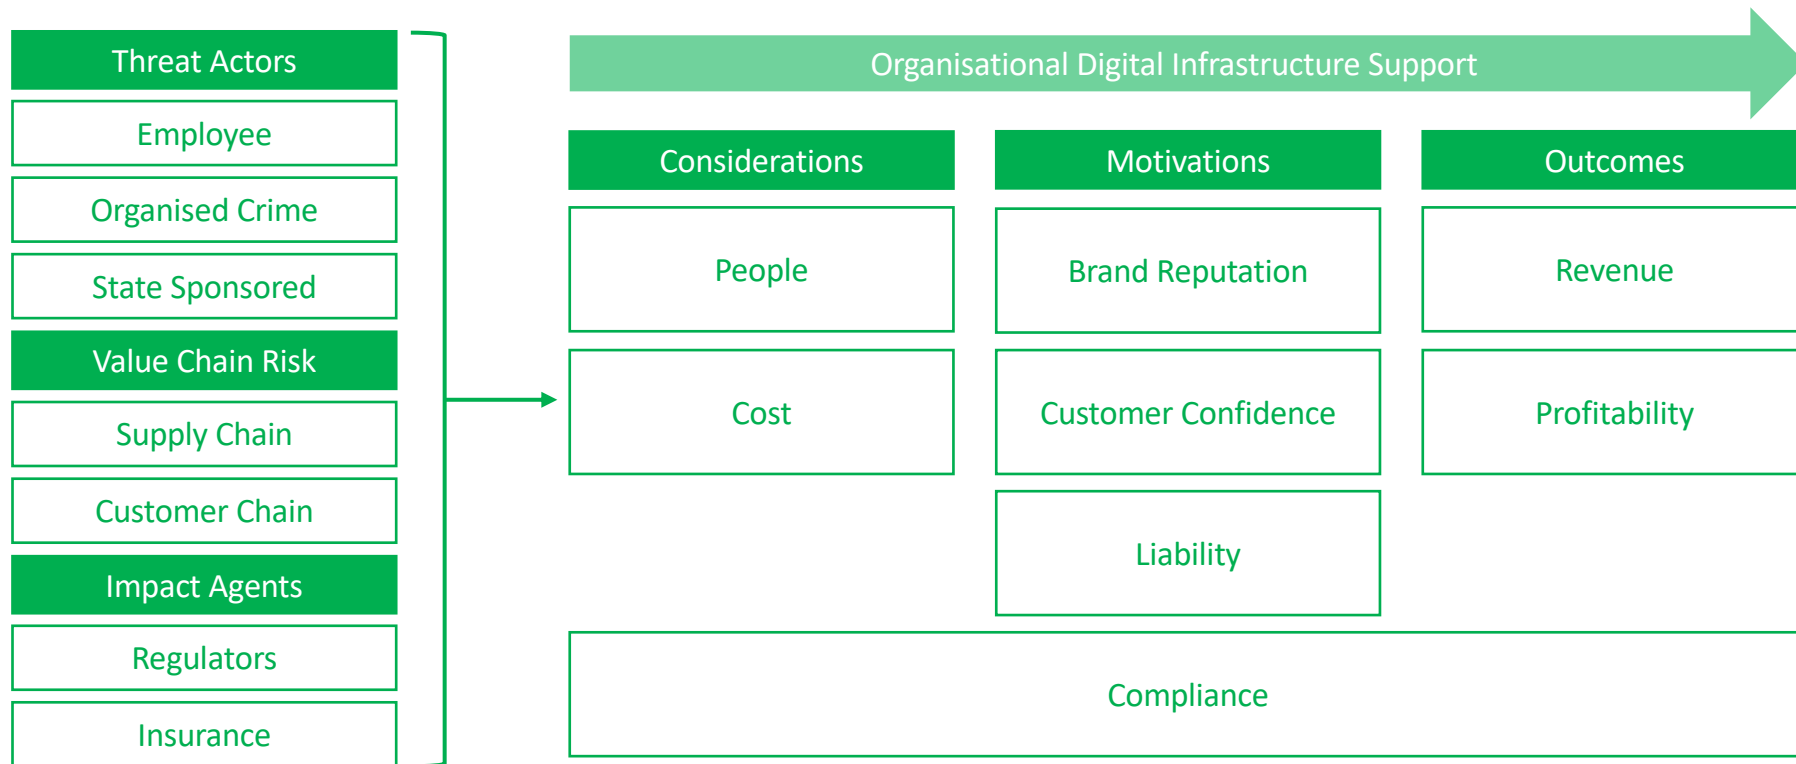 Threat Actors
Employee
Organised Crime
State Sponsored
Value Chain Risk
Supply Chain
Customer Chain
Impact Agents
Regulators
Insurance
Organisational Digital Infrastructure Support
Considerations
People
Cost
Motivations
Brand Reputation
Customer Confidence
Liability
Outcomes
Revenue
Profitability
Compliance